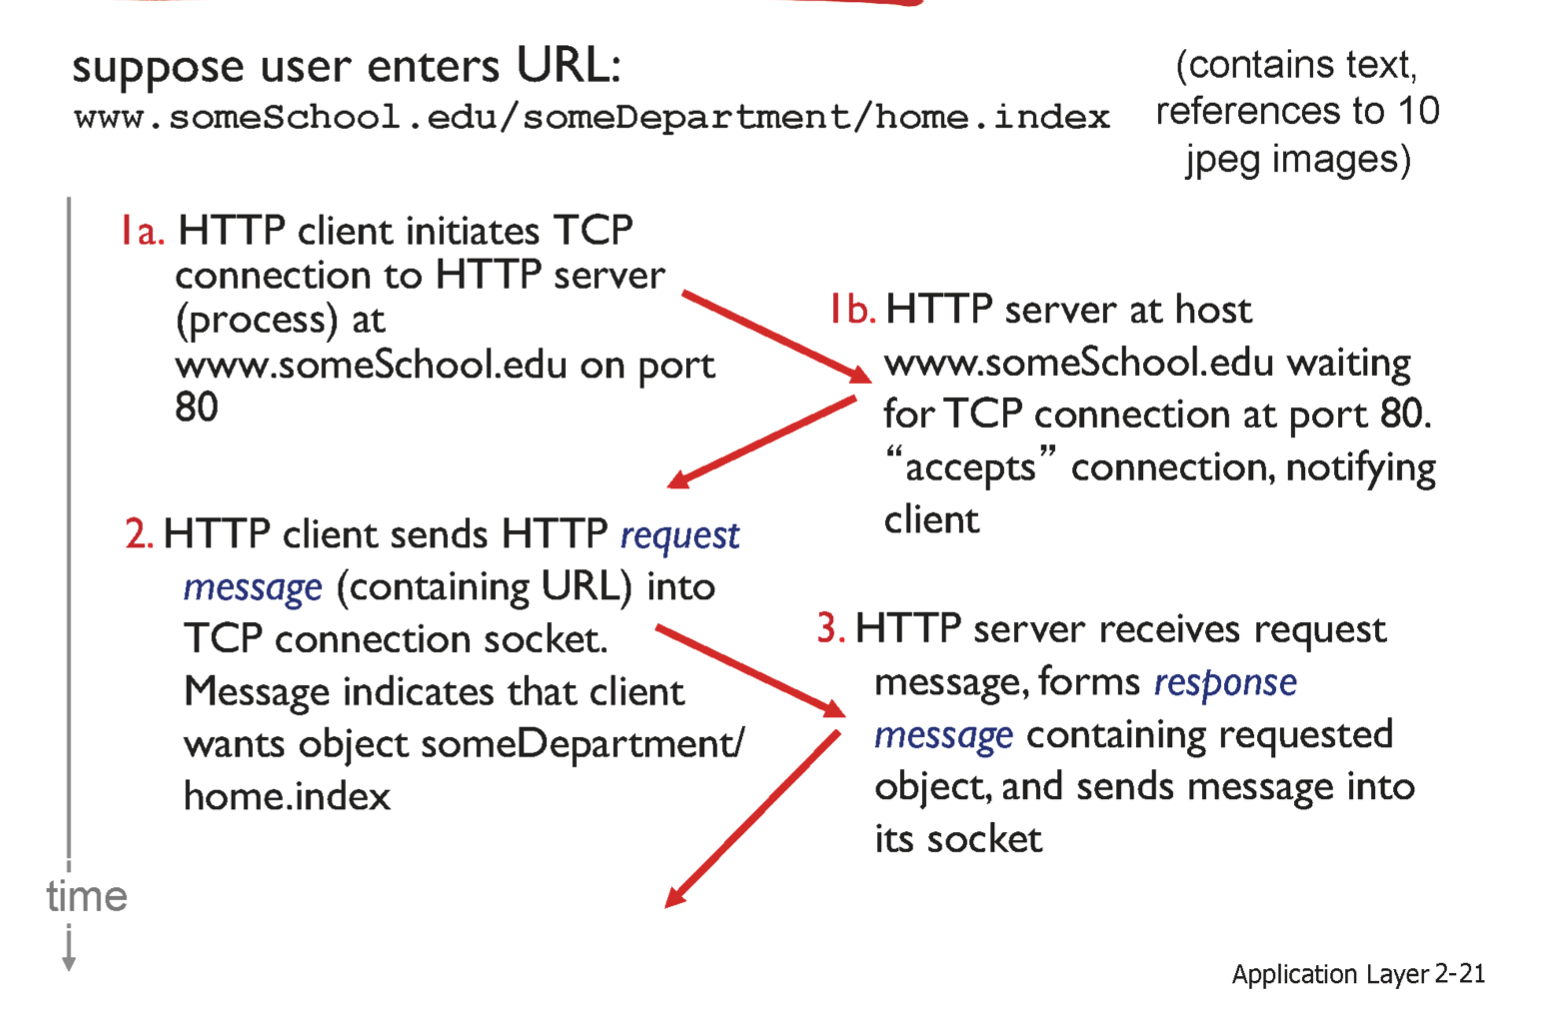 suppose user enters URL:
www.someSchool.edu/someDepartment/home.index
(contains text,
references to 10
jpeg images)
1a. HTTP client initiates TCP
connection to HTTP server
(process) at
www.someSchool.edu on port
80
1b. HTTP server at host
www.someSchool.edu waiting
for TCP connection at port 80.
“accepts” connection, notifying
client
2. HTTP client sends HTTP request
message (containing URL) into
TCP connection socket.
Message indicates that client
wants object someDepartment/
home.index
3. HTTP server receives request
message, forms response
message containing requested
object, and sends message into
its socket
time
Application Layer 2-21